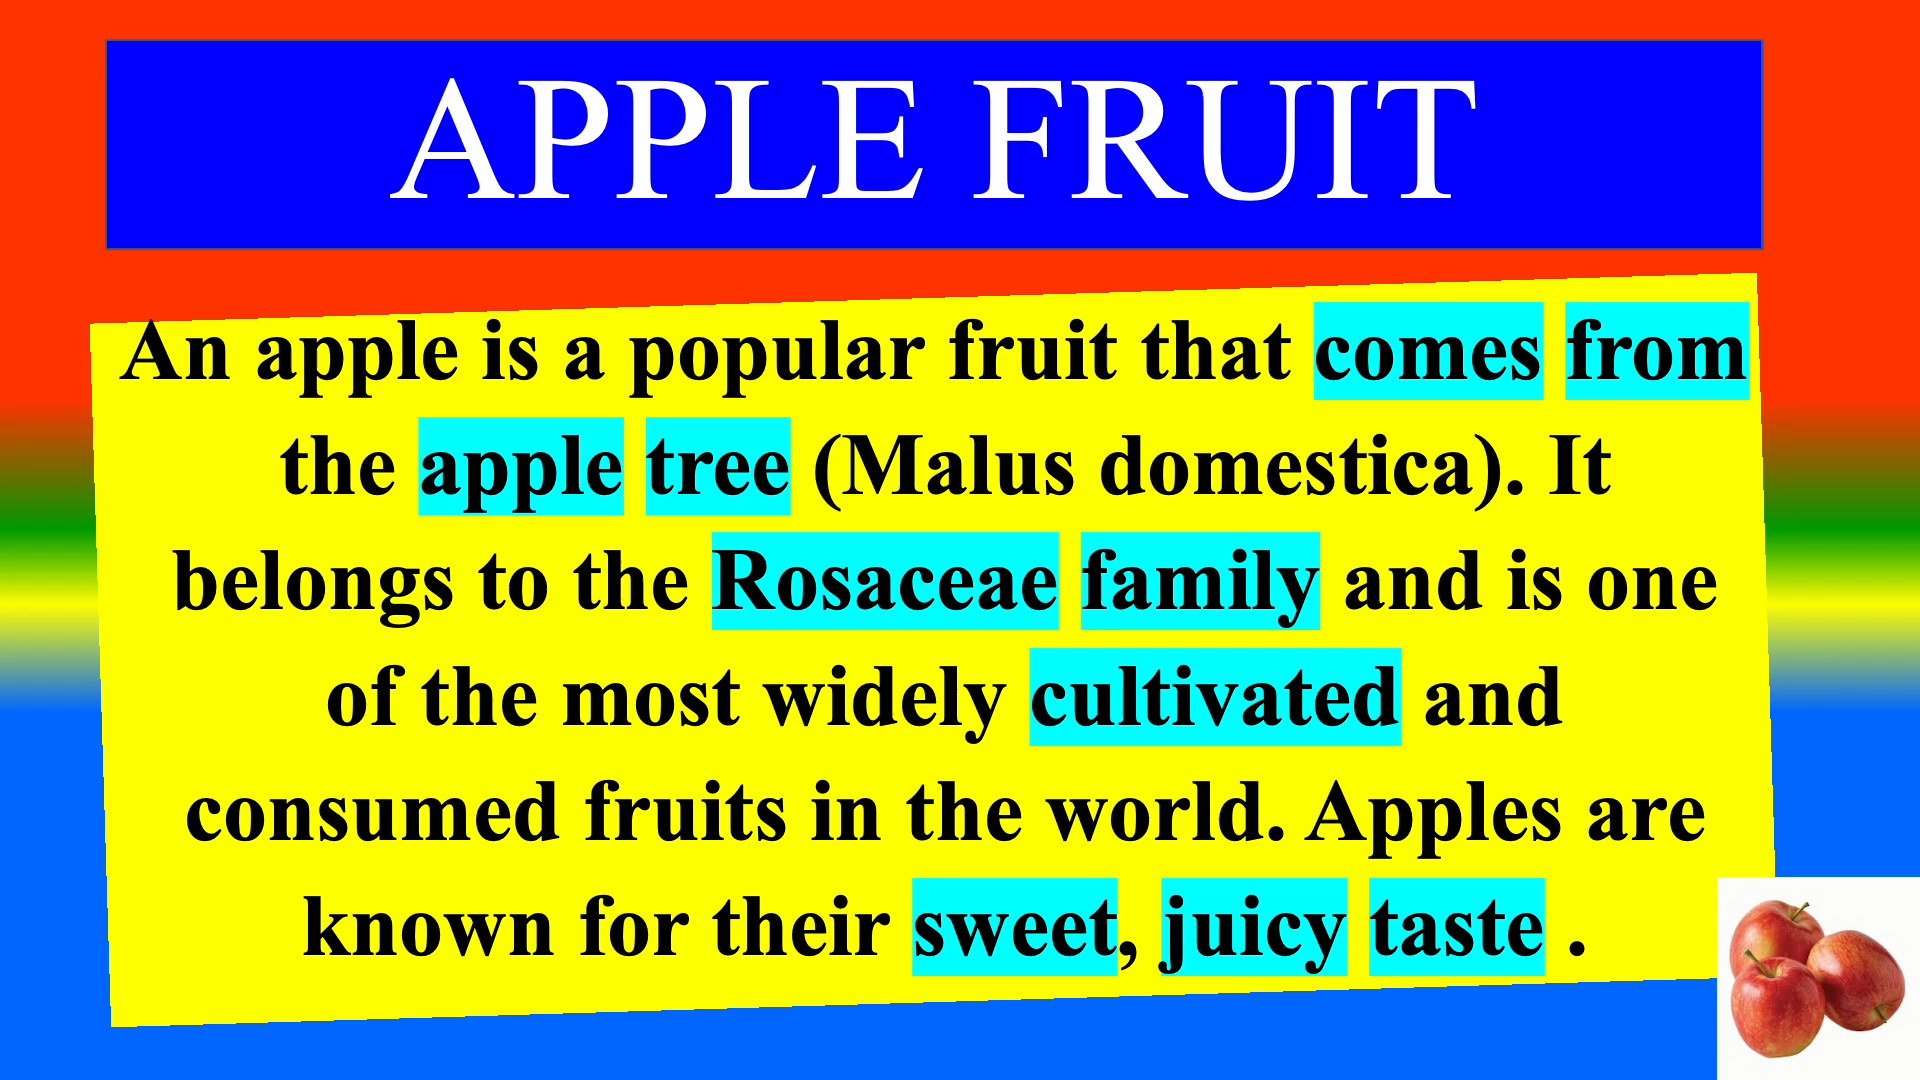 APPLE FRUIT
An apple is a popular fruit that comes from
the apple tree (Malus domestica). It
belongs to the Rosaceae family and is one
of the most widely cultivated and
consumed fruits in the world. Apples are
known for their sweet, juicy taste .